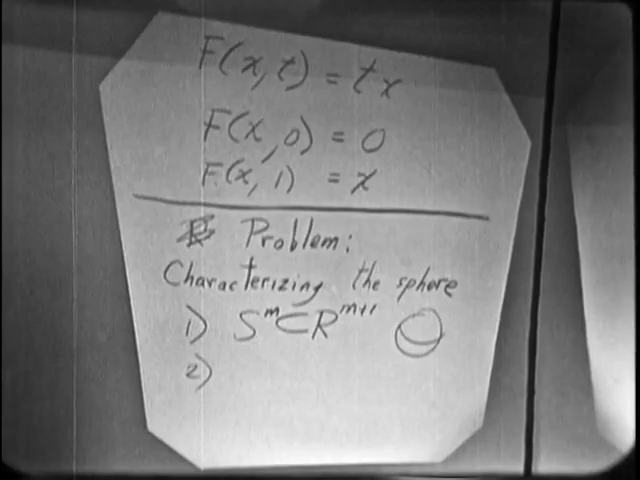 F(x,t) = tx
F(x,0) = 0
F(x,1) = x
Problem:
Characterizing the sphere
1) S^m ⊂ R^{m+1}
2)